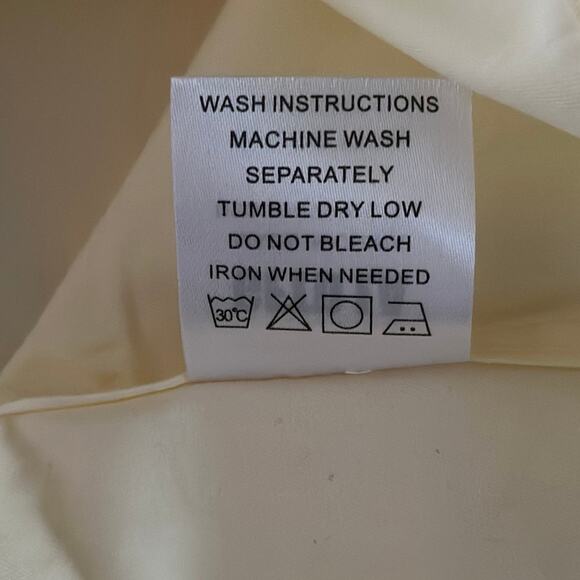 WASH INSTRUCTIONS
MACHINE WASH
SEPARATELY
TUMBLE DRY LOW
DO NOT BLEACH
IRON WHEN NEEDED
30°C